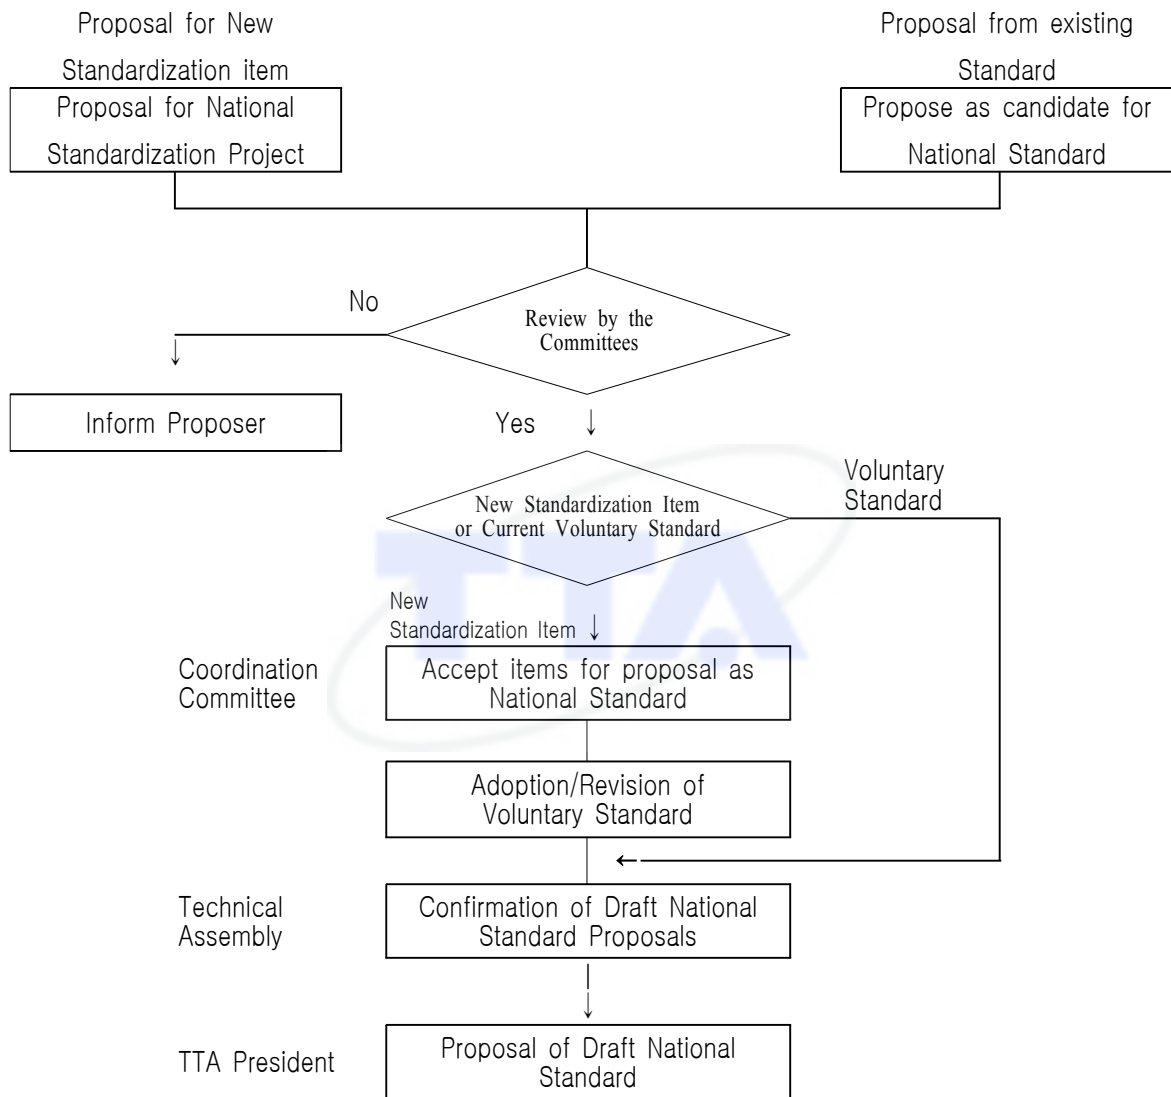 Proposal for New
Standardization item
Proposal from existing
Standard
Proposal for National
Standardization Project
Propose as candidate for
National Standard
No
Review by the
Committees
Inform Proposer
Yes
Voluntary
Standard
New Standardization Item
or Current Voluntary Standard
TTA
New
Standardization Item
Coordination
Committee
Accept items for proposal as
National Standard
Adoption/Revision of
Voluntary Standard
Technical
Assembly
Confirmation of Draft National
Standard Proposals
TTA President
Proposal of Draft National
Standard